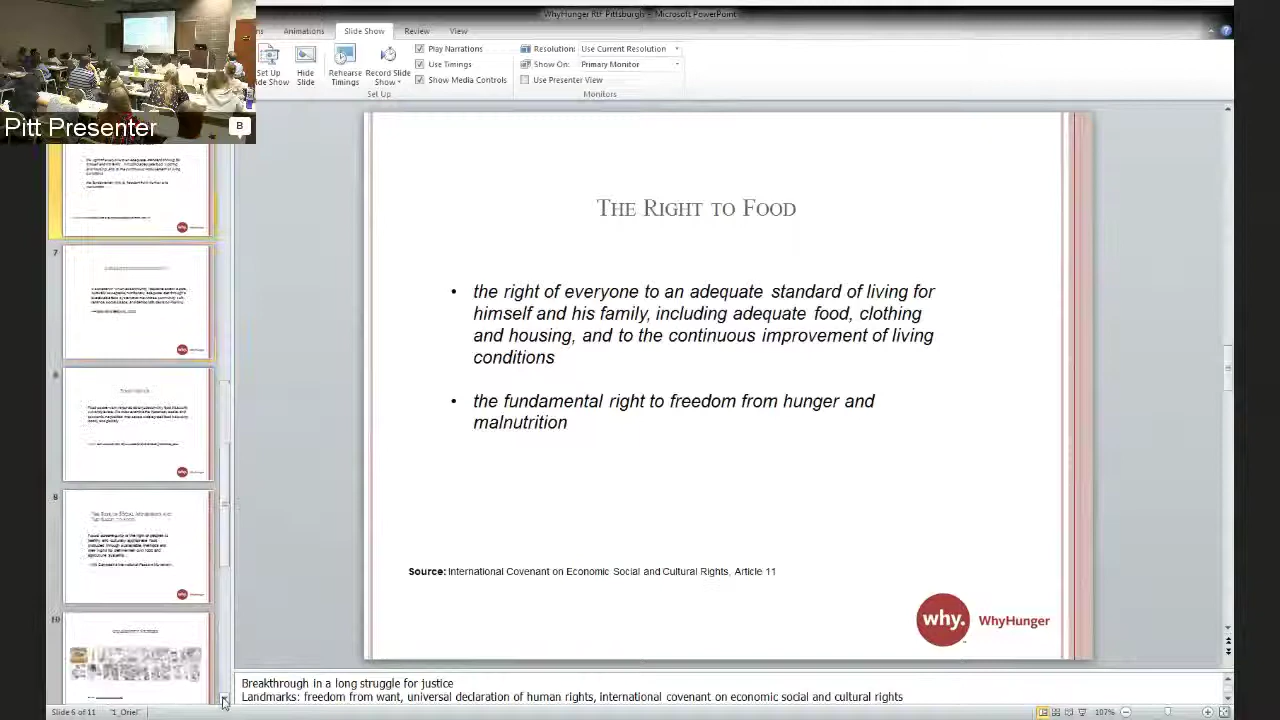 WhyHunger Rtf Pittsburgh - Microsoft PowerPoint
Animations Slide Show Review View
Set Up
Slide Show
Hide
Slide
Rehearse
Timings
Record Slide
Show
Play Narrations
Use Timings
Show Media Controls
Set Up
Resolution: Use Current Resolution
Show On: Primary Monitor
Use Presenter View
Monitors
Pitt Presenter
B
THE RIGHT TO FOOD
• the right of everyone to an adequate standard of living for
himself and his family, including adequate food, clothing
and housing, and to the continuous improvement of living
conditions
• the fundamental right to freedom from hunger and
malnutrition
Source: International Covenant on Economic Social and Cultural Rights, Article 11
why. WhyHunger
7
8
9
10
Breakthrough in a long struggle for justice
Landmarks: freedom from want, universal declaration of human rights, International covenant on economic social and cultural rights
Slide 6 of 11 "1_Oriel"
107%